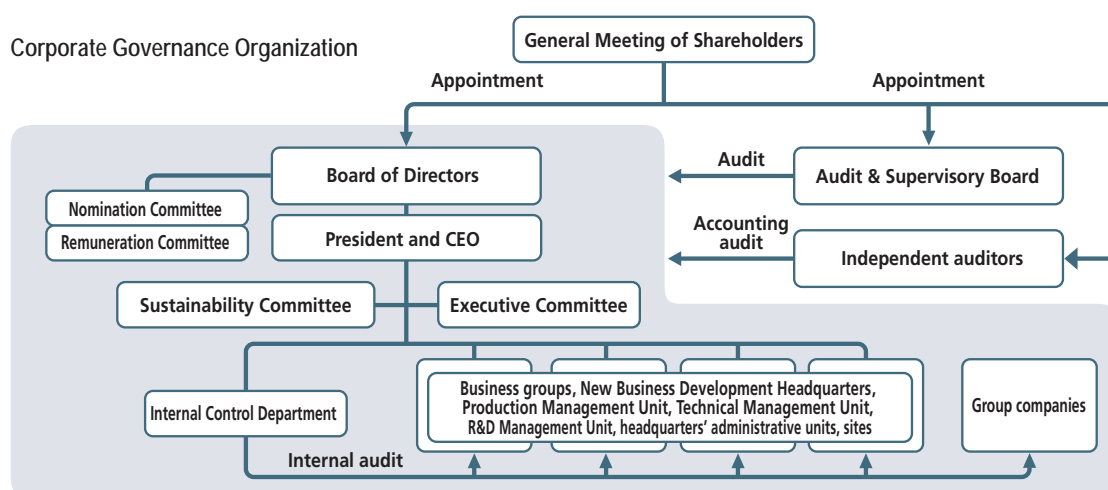 Corporate Governance Organization
General Meeting of Shareholders
Appointment
Appointment
Board of Directors
Audit
Audit & Supervisory Board
Nomination Committee
Remuneration Committee
President and CEO
Accounting
audit
Independent auditors
Sustainability Committee
Executive Committee
Internal Control Department
Business groups, New Business Development Headquarters,
Production Management Unit, Technical Management Unit,
R&D Management Unit, headquarters’ administrative units, sites
Group companies
Internal audit